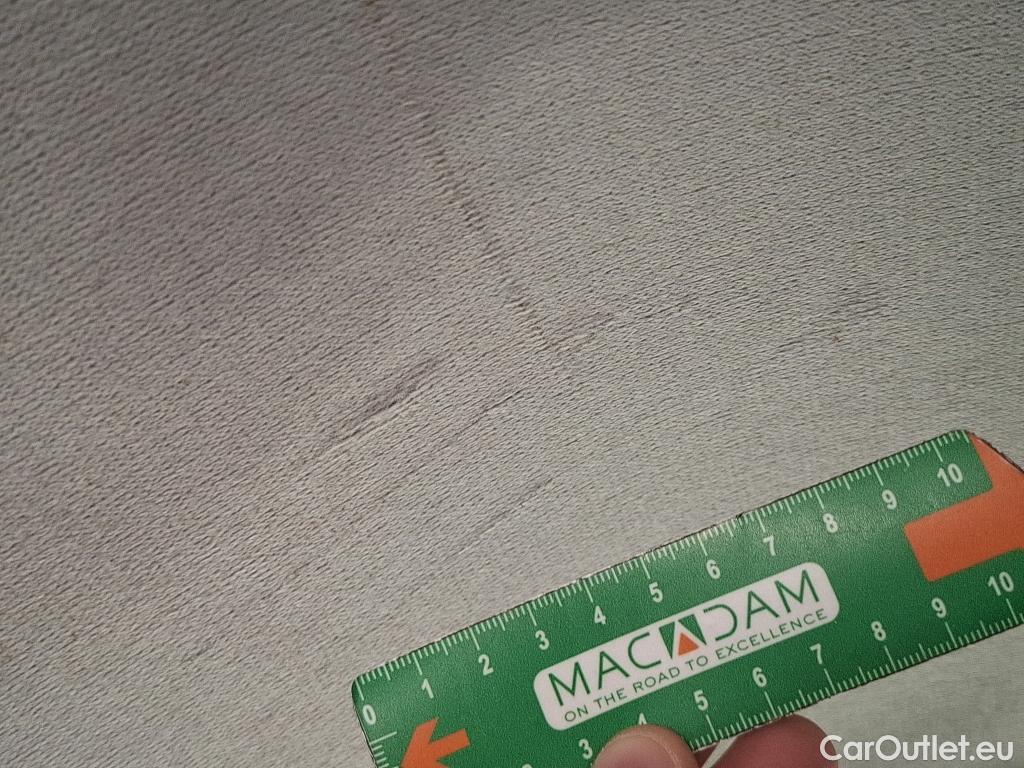 0 1 2 3 4 5 6 7 8 9 10
MACADAM
ON THE ROAD TO EXCELLENCE
3 4 5 6 7 8 9 10
CarOutlet.eu